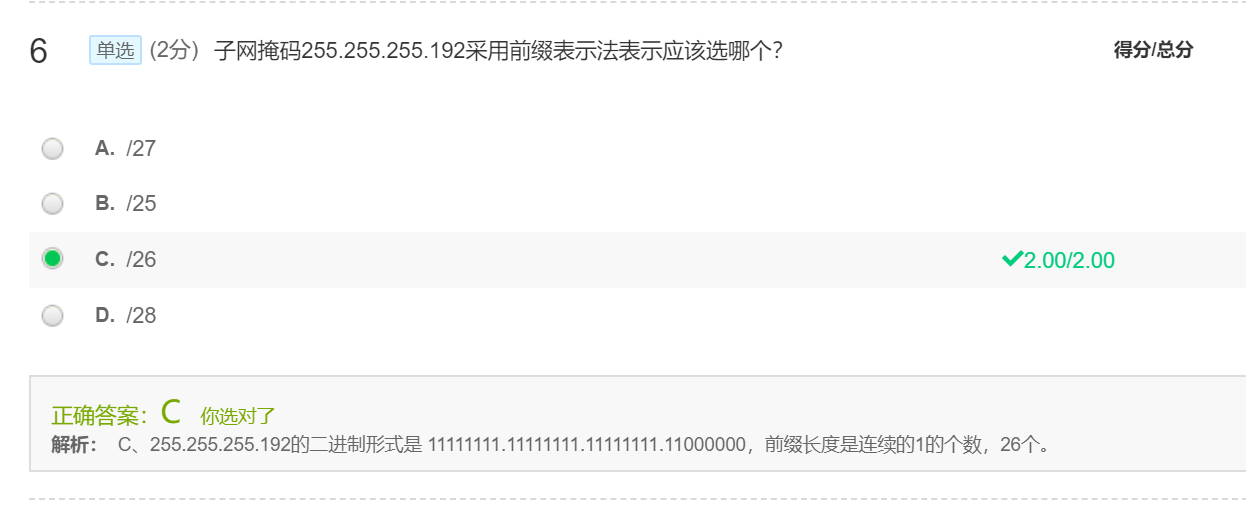 6 单选 (2分) 子网掩码255.255.255.192采用前缀表示法表示应该选哪个? 得分/总分
A. /27
B. /25
C. /26 2.00/2.00
D. /28
正确答案：C 你选对了
解析： C、255.255.255.192的二进制形式是 11111111.11111111.11111111.11000000，前缀长度是连续的1的个数，26个。